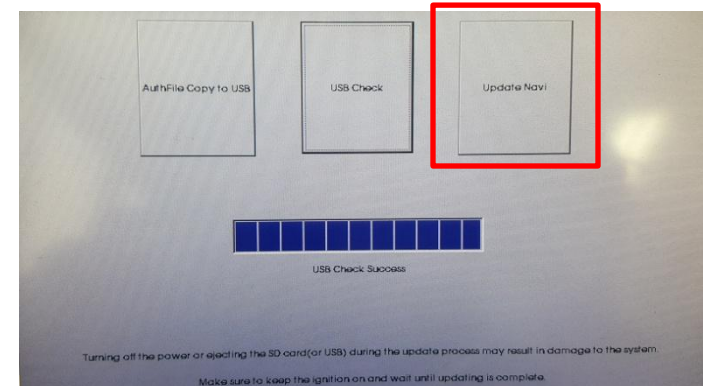 AuthFile Copy to USB
USB Check
Update Navi
USB Check Success
Turning off the power or ejecting the SD card(or USB) during the update process may result in damage to the system.
Make sure to keep the ignition on and wait until updating is complete.